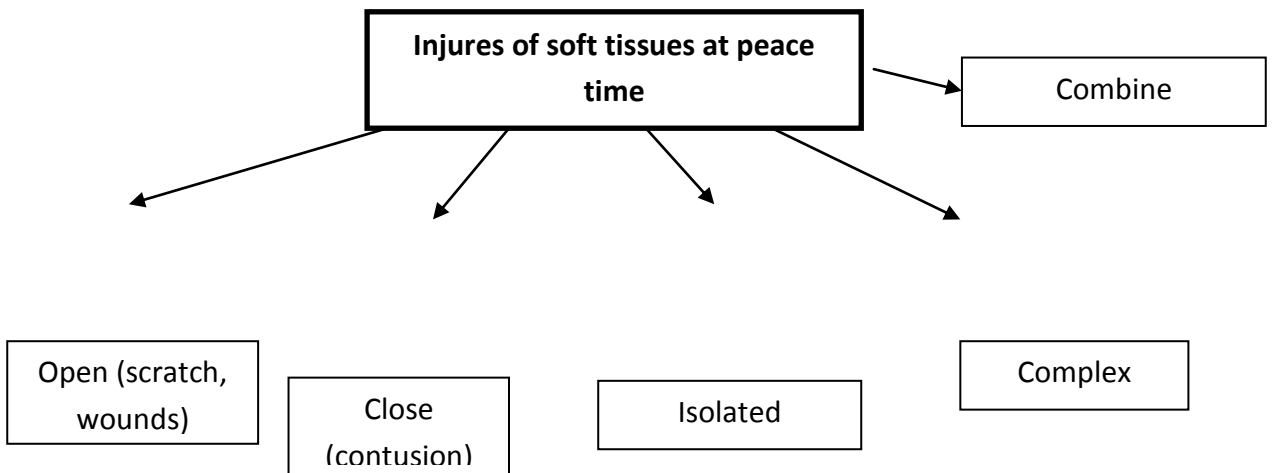 Injures of soft tissues at peace
time
Combine
Open (scratch,
wounds)
Close
(contusion)
Isolated
Complex